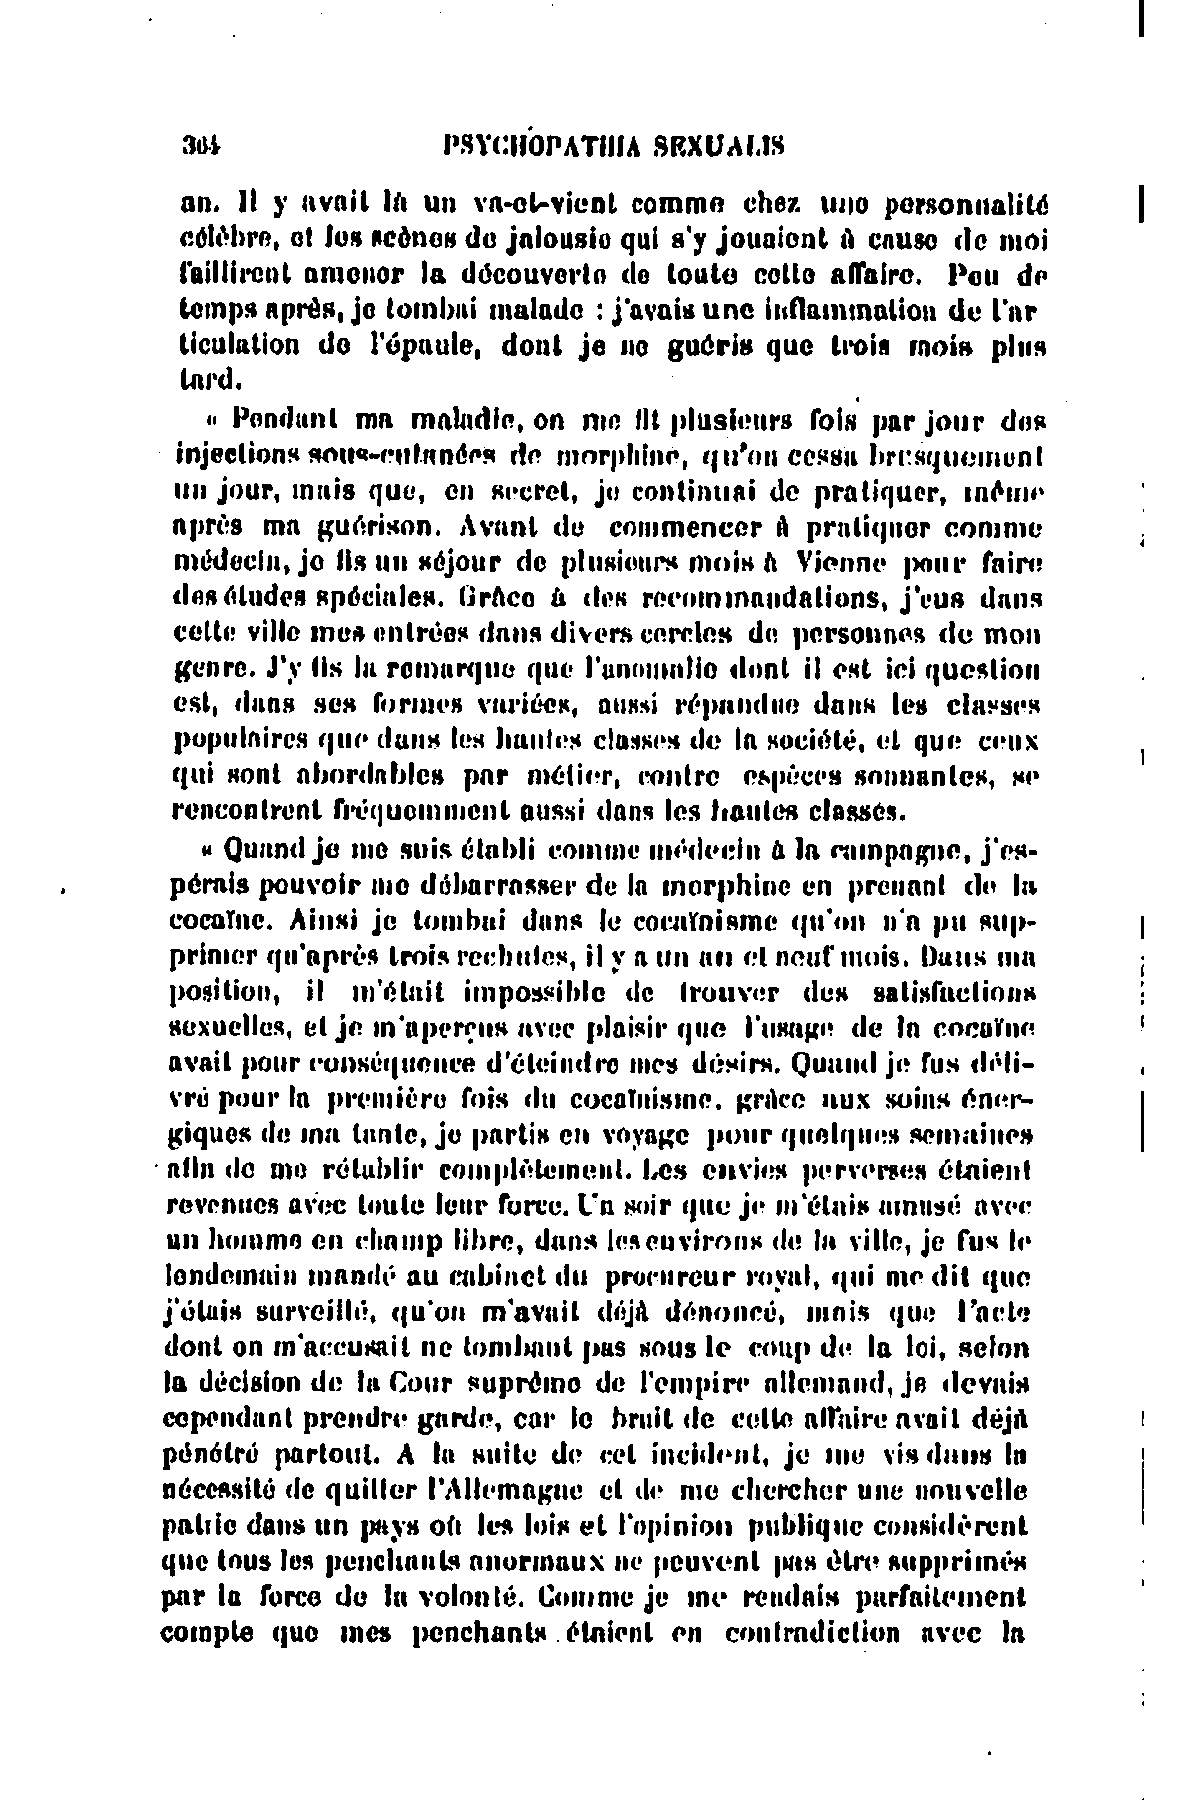 304 PSYCHOPATHIA SEXUALIS
an. Il y avait là un va-et-vient comme chez une personnalité
célèbre, et les scènes de jalousie qui s'y jouaient à cause de moi
faillirent amener la découverte de toute cette affaire. Peu de
temps après, je tombai malade : j'avais une inflammation de l'ar
ticulation de l'épaule, dont je ne guéris que trois mois plus
tard.
« Pendant ma maladie, on me fit plusieurs fois par jour des
injections sous-cutanées de morphine, qu'on cessa brusquement
un jour, mais que, en secret, je continuai de pratiquer, même
après ma guérison. Avant de commencer à pratiquer comme
médecin, je fis un séjour de plusieurs mois à Vienne pour faire
des études spéciales. Grâce à des recommandations, j'eus dans
cette ville mes entrées dans divers cercles de personnes de mon
genre. J'y fis la remarque que l'anomalie dont il est ici question
est, dans ses formes variées, aussi répandue dans les classes
populaires que dans les hautes classes de la société, et que ceux
qui sont abordables par métier, contre espèces sonnantes, se
rencontrent fréquemment aussi dans les hautes classes.
« Quand je me suis établi comme médecin à la campagne, j'es-
pérais pouvoir me débarrasser de la morphine en prenant de la
cocaïne. Ainsi je tombai dans le cocaïnisme qu'on n'a pu sup-
primer qu'après trois rechutes, il y a un an et neuf mois. Dans ma
position, il m'était impossible de trouver des satisfactions
sexuelles, et je m'aperçus avec plaisir que l'usage de la cocaïne
avait pour conséquence d'éteindre mes désirs. Quand je fus déli-
vré pour la première fois du cocaïnisme, grâce aux soins éner-
giques de ma tante, je partis en voyage pour quelques semaines
afin de me rétablir complètement. Les envies perverses étaient
revenues avec toute leur force. Un soir que je m'étais amusé avec
un homme en champ libre, dans les environs de la ville, je fus le
lendemain mandé au cabinet du procureur royal, qui me dit que
j'étais surveillé, qu'on m'avait déjà dénoncé, mais que l'acte
dont on m'accusait ne tombant pas sous le coup de la loi, selon
la décision de la Cour suprême de l'empire allemand, je devais
cependant prendre garde, car le bruit de cette affaire avait déjà
pénétré partout. A la suite de cet incident, je me vis dans la
nécessité de quitter l'Allemagne et de me chercher une nouvelle
patrie dans un pays où les lois et l'opinion publique considèrent
que tous les penchants anormaux ne peuvent pas être supprimés
par la force de la volonté. Comme je me rendais parfaitement
compte que mes penchants étaient en contradiction avec la